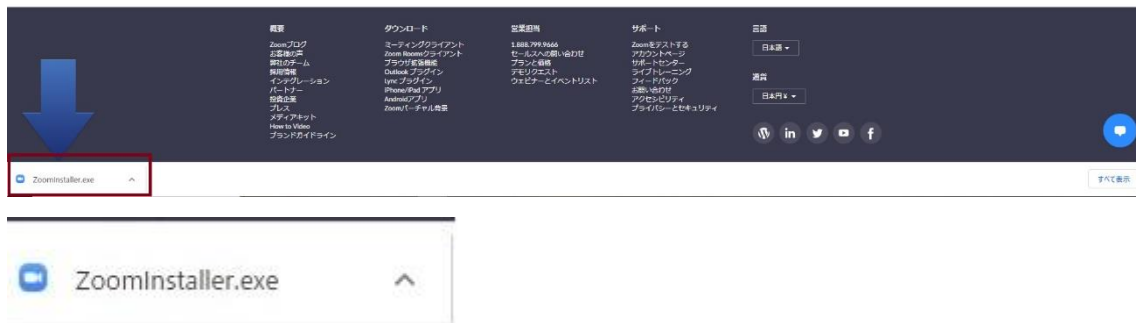 概要
Zoomブログ
お客様の声
弊社のチーム
採用情報
インテグレーション
パートナー
投資企業
プレス
メディアキット
How to Video
ブランドガイドライン
ダウンロード
ミーティングクライアント
Zoom Roomsクライアント
ブラウザ拡張機能
Outlook プラグイン
Lync プラグイン
iPhone/iPad アプリ
Androidアプリ
Zoomバーチャル背景
営業担当
1.888.799.9666
セールスへの問い合わせ
プランと価格
デモリクエスト
ウェビナーとイベントリスト
サポート
Zoomをテストする
アカウントページ
サポートセンター
ライブトレーニング
フィードバック
お問い合わせ
アクセシビリティ
プライバシーとセキュリティ
言語
日本語
通貨
日本円 ¥
ZoomInstaller.exe
すべて表示
ZoomInstaller.exe